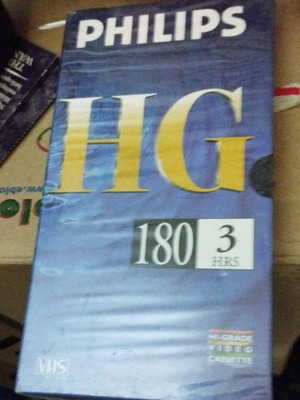 PHILIPS
HG
180
3
HRS
HI-GRADE
VIDEO
CASSETTE
VHS